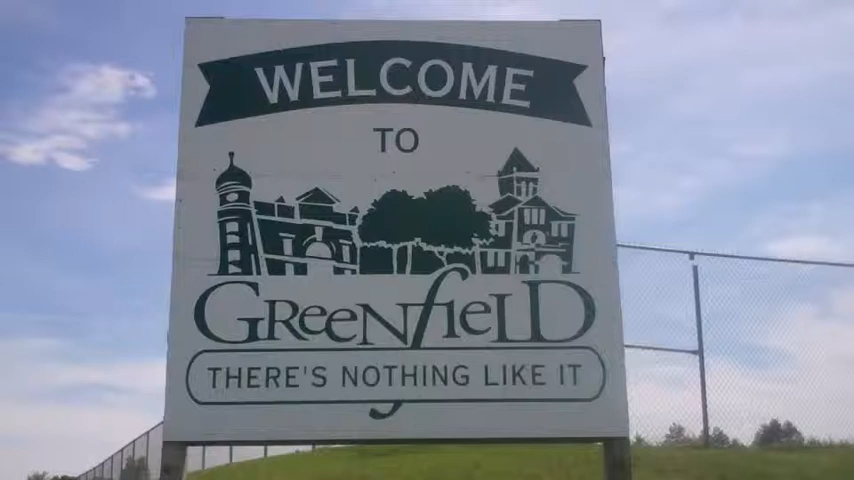 WELCOME
TO
GREENfIELD
THERE'S NOTHING LIKE IT